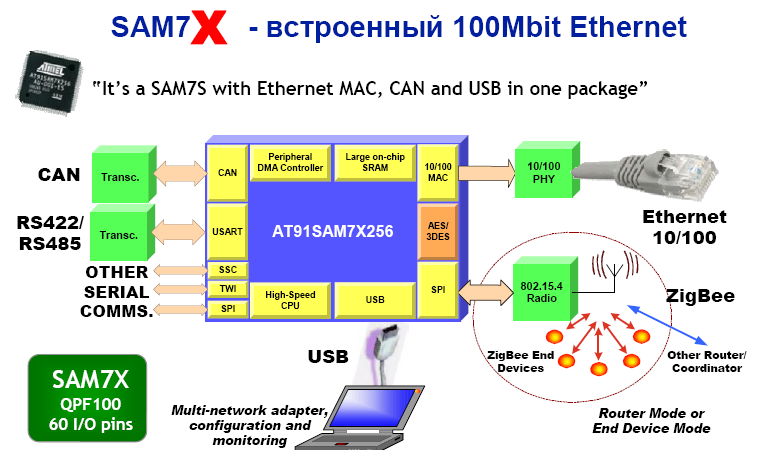 SAM7X - встроенный 100Mbit Ethernet
"It's a SAM7S with Ethernet MAC, CAN and USB in one package"
ATMEL
AT91SAM7X256
CAN
Transc.
CAN
Peripheral
DMA Controller
Large on-chip
SRAM
10/100
MAC
10/100
PHY
RS422/
RS485
Transc.
USART
AT91SAM7X256
AES/
3DES
Ethernet
10/100
OTHER
SERIAL
COMMS.
SSC
TWI
SPI
High-Speed
CPU
USB
SPI
802.15.4
Radio
ZigBee
ZigBee End
Devices
Other Router/
Coordinator
Router Mode or
End Device Mode
USB
Multi-network adapter,
configuration and
monitoring
SAM7X
QPF100
60 I/O pins